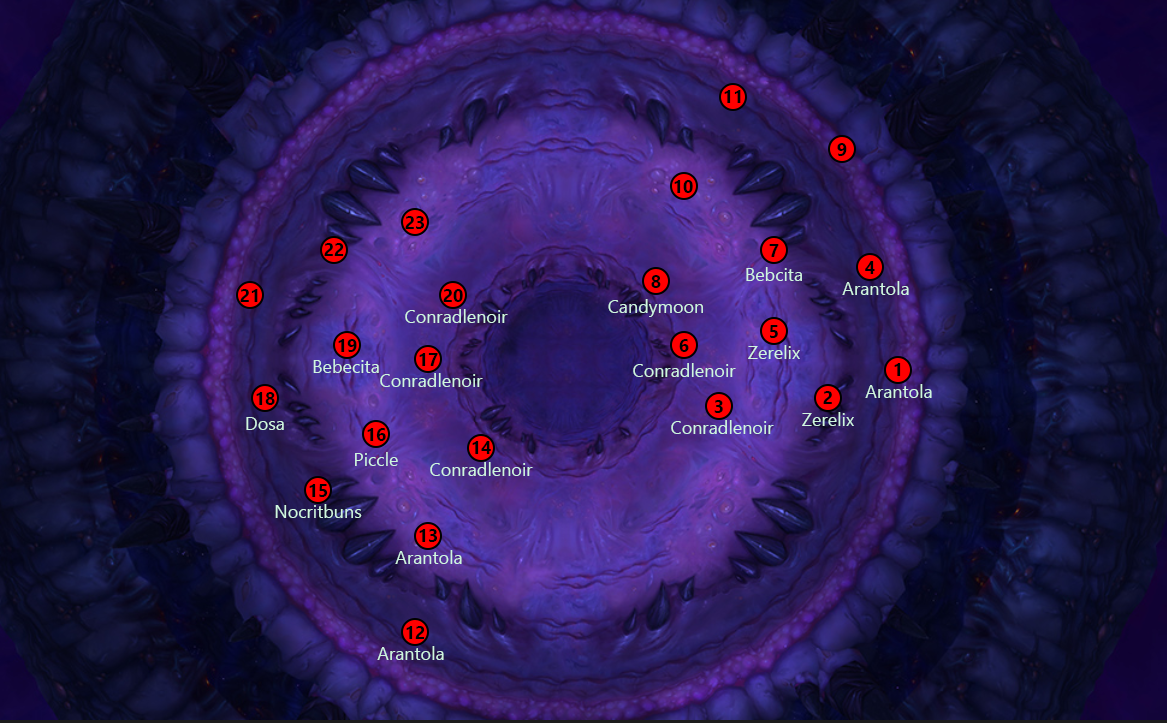 11
9
10
23
22
7
Bebcita
4
Arantola
8
Candymoon
21
20
Conradlenoir
5
Zerelix
19
Bebecita
6
Conradlenoir
17
Conradlenoir
1
Arantola
18
Dosa
2
Zerelix
3
Conradlenoir
16
Piccle
14
Conradlenoir
15
Nocritbuns
13
Arantola
12
Arantola